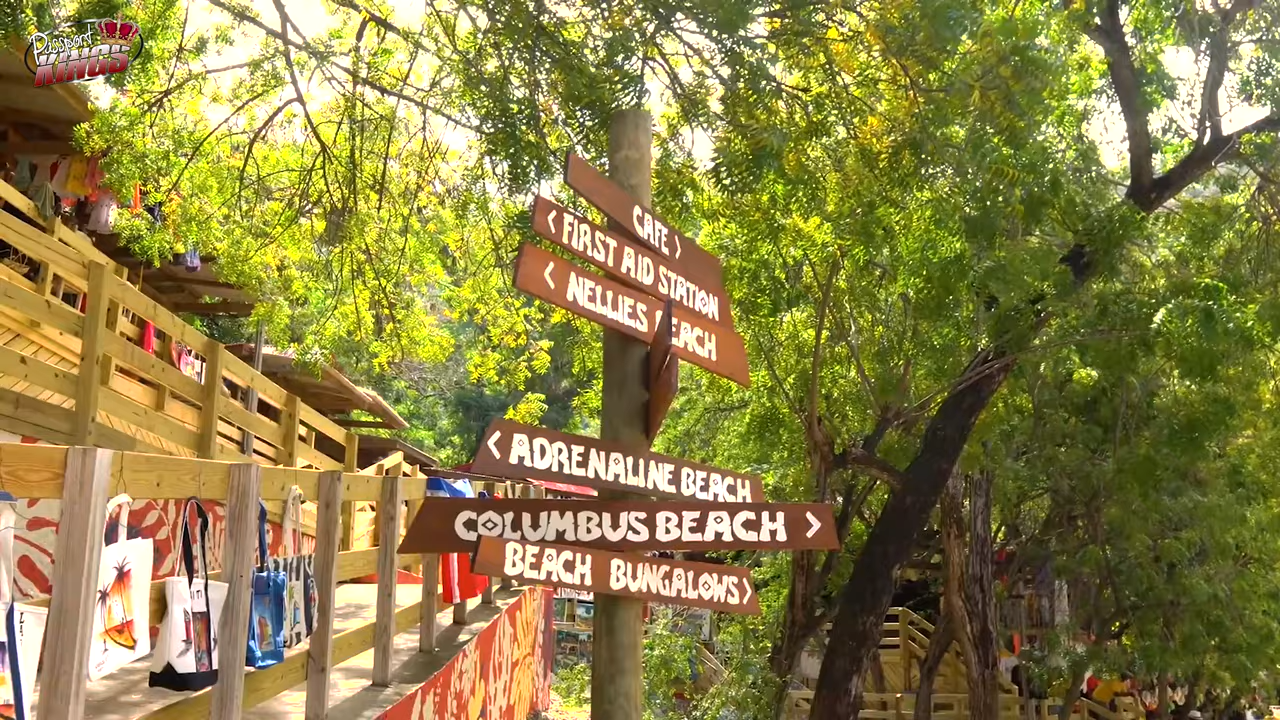 Passport
KINGS
CAFE >
< FIRST AID STATION
< NELLIES BEACH
< ADRENALINE BEACH
COLUMBUS BEACH >
BEACH BUNGALOWS >